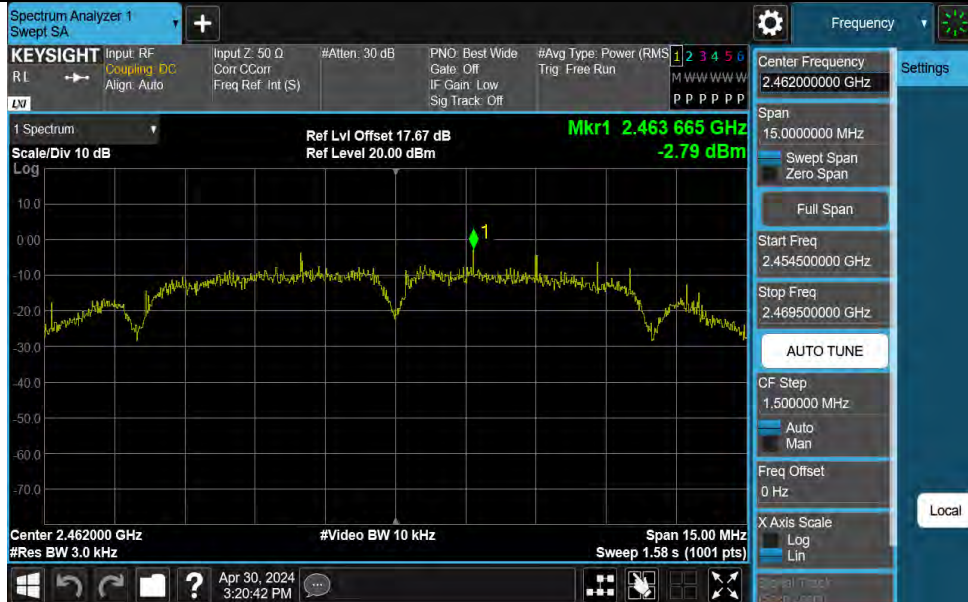 Spectrum Analyzer 1
Swept SA
Frequency
KEYSIGHT
RL
LXI
Input: RF
Coupling: DC
Align: Auto
Input Z: 50 Ω
Corr CCorr
Freq Ref: Int (S)
#Atten: 30 dB
PNO: Best Wide
Gate: Off
IF Gain: Low
Sig Track: Off
#Avg Type: Power (RMS
Trig: Free Run
1 2 3 4 5 6
M W W W W W
P P P P P P
1 Spectrum
Scale/Div 10 dB
Log
Ref Lvl Offset 17.67 dB
Ref Level 20.00 dBm
Mkr1 2.463 665 GHz
-2.79 dBm
1
10.0
0.00
-10.0
-20.0
-30.0
-40.0
-50.0
-60.0
-70.0
Center 2.462000 GHz
#Res BW 3.0 kHz
#Video BW 10 kHz
Span 15.00 MHz
Sweep 1.58 s (1001 pts)
?
Apr 30, 2024
3:20:42 PM
Center Frequency
2.462000000 GHz
Span
15.0000000 MHz
Swept Span
Zero Span
Full Span
Start Freq
2.454500000 GHz
Stop Freq
2.469500000 GHz
AUTO TUNE
CF Step
1.500000 MHz
Auto
Man
Freq Offset
0 Hz
X Axis Scale
Log
Lin
Signal Track
(Span Zoom)
Settings
Local